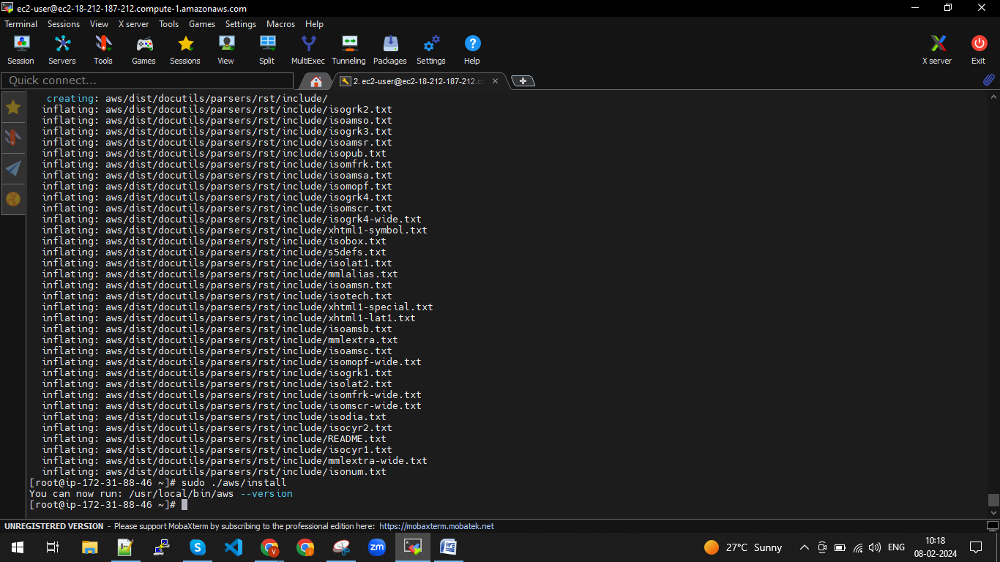 ec2-user@ec2-18-212-187-212.compute-1.amazonaws.com
Terminal Sessions View X server Tools Games Settings Macros Help
Session Servers Tools Games Sessions View Split MultiExec Tunneling Packages Settings Help X server Exit
Quick connect... 2. ec2-user@ec2-18-212-187-212.c
creating: aws/dist/docutils/parsers/rst/include/
inflating: aws/dist/docutils/parsers/rst/include/isogrk2.txt
inflating: aws/dist/docutils/parsers/rst/include/isoamso.txt
inflating: aws/dist/docutils/parsers/rst/include/isogrk3.txt
inflating: aws/dist/docutils/parsers/rst/include/isoamsr.txt
inflating: aws/dist/docutils/parsers/rst/include/isopub.txt
inflating: aws/dist/docutils/parsers/rst/include/isomfrk.txt
inflating: aws/dist/docutils/parsers/rst/include/isoamsa.txt
inflating: aws/dist/docutils/parsers/rst/include/isomopf.txt
inflating: aws/dist/docutils/parsers/rst/include/isogrk4.txt
inflating: aws/dist/docutils/parsers/rst/include/isomscr.txt
inflating: aws/dist/docutils/parsers/rst/include/isogrk4-wide.txt
inflating: aws/dist/docutils/parsers/rst/include/xhtml1-symbol.txt
inflating: aws/dist/docutils/parsers/rst/include/isobox.txt
inflating: aws/dist/docutils/parsers/rst/include/s5defs.txt
inflating: aws/dist/docutils/parsers/rst/include/isolat1.txt
inflating: aws/dist/docutils/parsers/rst/include/mmlalias.txt
inflating: aws/dist/docutils/parsers/rst/include/isoamsn.txt
inflating: aws/dist/docutils/parsers/rst/include/isotech.txt
inflating: aws/dist/docutils/parsers/rst/include/xhtml1-special.txt
inflating: aws/dist/docutils/parsers/rst/include/xhtml1-lat1.txt
inflating: aws/dist/docutils/parsers/rst/include/isoamsb.txt
inflating: aws/dist/docutils/parsers/rst/include/mmlextra.txt
inflating: aws/dist/docutils/parsers/rst/include/isoamsc.txt
inflating: aws/dist/docutils/parsers/rst/include/isomopf-wide.txt
inflating: aws/dist/docutils/parsers/rst/include/isogrk1.txt
inflating: aws/dist/docutils/parsers/rst/include/isolat2.txt
inflating: aws/dist/docutils/parsers/rst/include/isomfrk-wide.txt
inflating: aws/dist/docutils/parsers/rst/include/isomscr-wide.txt
inflating: aws/dist/docutils/parsers/rst/include/isodia.txt
inflating: aws/dist/docutils/parsers/rst/include/isocyr2.txt
inflating: aws/dist/docutils/parsers/rst/include/README.txt
inflating: aws/dist/docutils/parsers/rst/include/isocyr1.txt
inflating: aws/dist/docutils/parsers/rst/include/mmlextra-wide.txt
inflating: aws/dist/docutils/parsers/rst/include/isonum.txt
[root@ip-172-31-88-46 ~]# sudo ./aws/install
You can now run: /usr/local/bin/aws --version
[root@ip-172-31-88-46 ~]#
UNREGISTERED VERSION - Please support MobaXterm by subscribing to the professional edition here: https://mobaxterm.mobatek.net
27°C Sunny ENG 10:18
08-02-2024